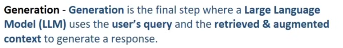 Generation - Generation is the final step where a Large Language
Model (LLM) uses the user's query and the retrieved & augmented
context to generate a response.